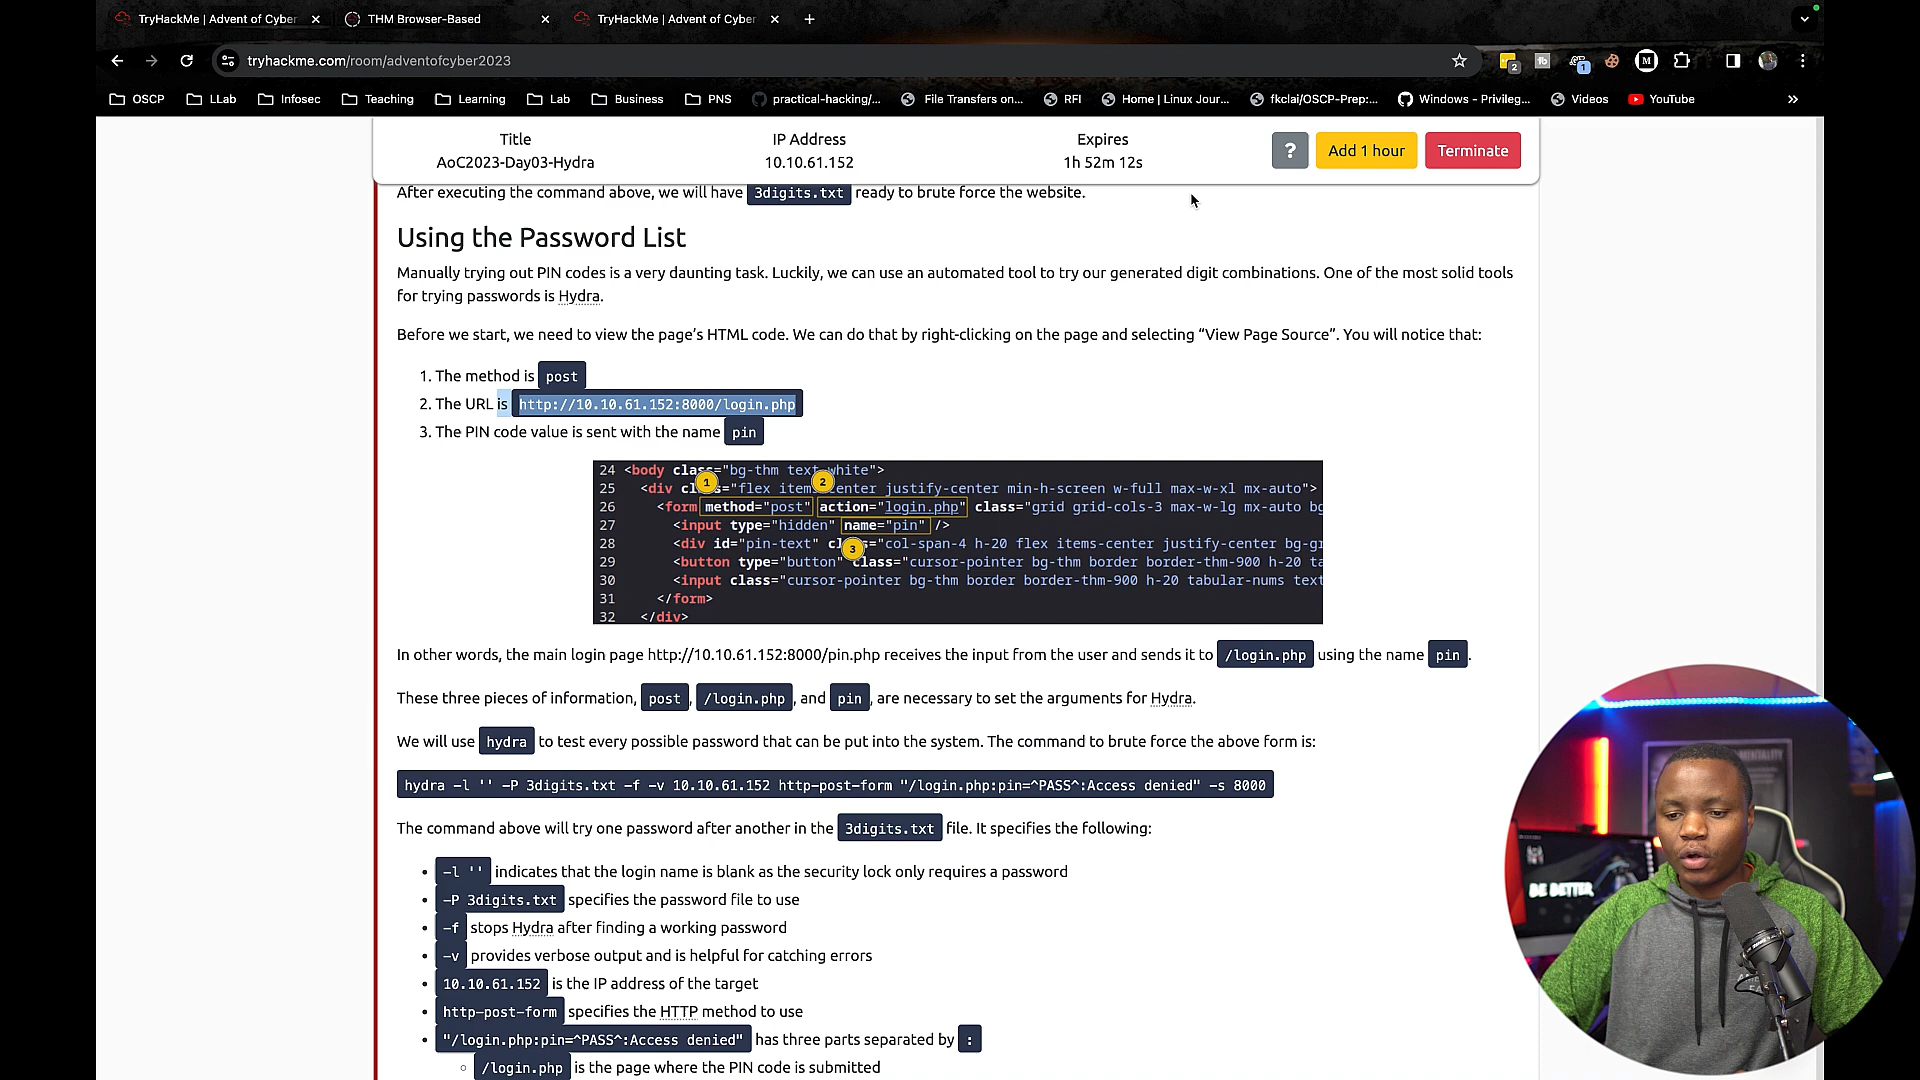 TryHackMe | Advent of Cyber
THM Browser-Based
TryHackMe | Advent of Cyber
tryhackme.com/room/adventofcyber2023
2
1
M
OSCP
LLab
Infosec
Teaching
Learning
Lab
Business
PNS
practical-hacking/...
File Transfers on...
RFI
Home | Linux Jour...
fkclai/OSCP-Prep:...
Windows - Privileg...
Videos
YouTube
Title
IP Address
Expires
AoC2023-Day03-Hydra
10.10.61.152
1h 52m 12s
?
Add 1 hour
Terminate
After executing the command above, we will have 3digits.txt ready to brute force the website.
Using the Password List
Manually trying out PIN codes is a very daunting task. Luckily, we can use an automated tool to try our generated digit combinations. One of the most solid tools
for trying passwords is Hydra.
Before we start, we need to view the page's HTML code. We can do that by right-clicking on the page and selecting “View Page Source”. You will notice that:
1. The method is post
2. The URL is http://10.10.61.152:8000/login.php
3. The PIN code value is sent with the name pin
24 <body class="bg-thm text-white">
1
2
25 <div cl s="flex item center justify-center min-h-screen w-full max-w-xl mx-auto">
26 <form method="post" action="login.php" class="grid grid-cols-3 max-w-lg mx-auto bg
27 <input type="hidden" name="pin" />
28 <div id="pin-text" cl s="col-span-4 h-20 flex items-center justify-center bg-gr
3
29 <button type="button" class="cursor-pointer bg-thm border border-thm-900 h-20 ta
30 <input class="cursor-pointer bg-thm border border-thm-900 h-20 tabular-nums text
31 </form>
32 </div>
In other words, the main login page http://10.10.61.152:8000/pin.php receives the input from the user and sends it to /login.php using the name pin.
These three pieces of information, post, /login.php, and pin, are necessary to set the arguments for Hydra.
We will use hydra to test every possible password that can be put into the system. The command to brute force the above form is:
hydra -l '' -P 3digits.txt -f -v 10.10.61.152 http-post-form "/login.php:pin=^PASS^:Access denied" -s 8000
The command above will try one password after another in the 3digits.txt file. It specifies the following:
• -l '' indicates that the login name is blank as the security lock only requires a password
• -P 3digits.txt specifies the password file to use
• -f stops Hydra after finding a working password
• -v provides verbose output and is helpful for catching errors
• 10.10.61.152 is the IP address of the target
• http-post-form specifies the HTTP method to use
• "/login.php:pin=^PASS^:Access denied" has three parts separated by :
◦ /login.php is the page where the PIN code is submitted
BE BETTER.